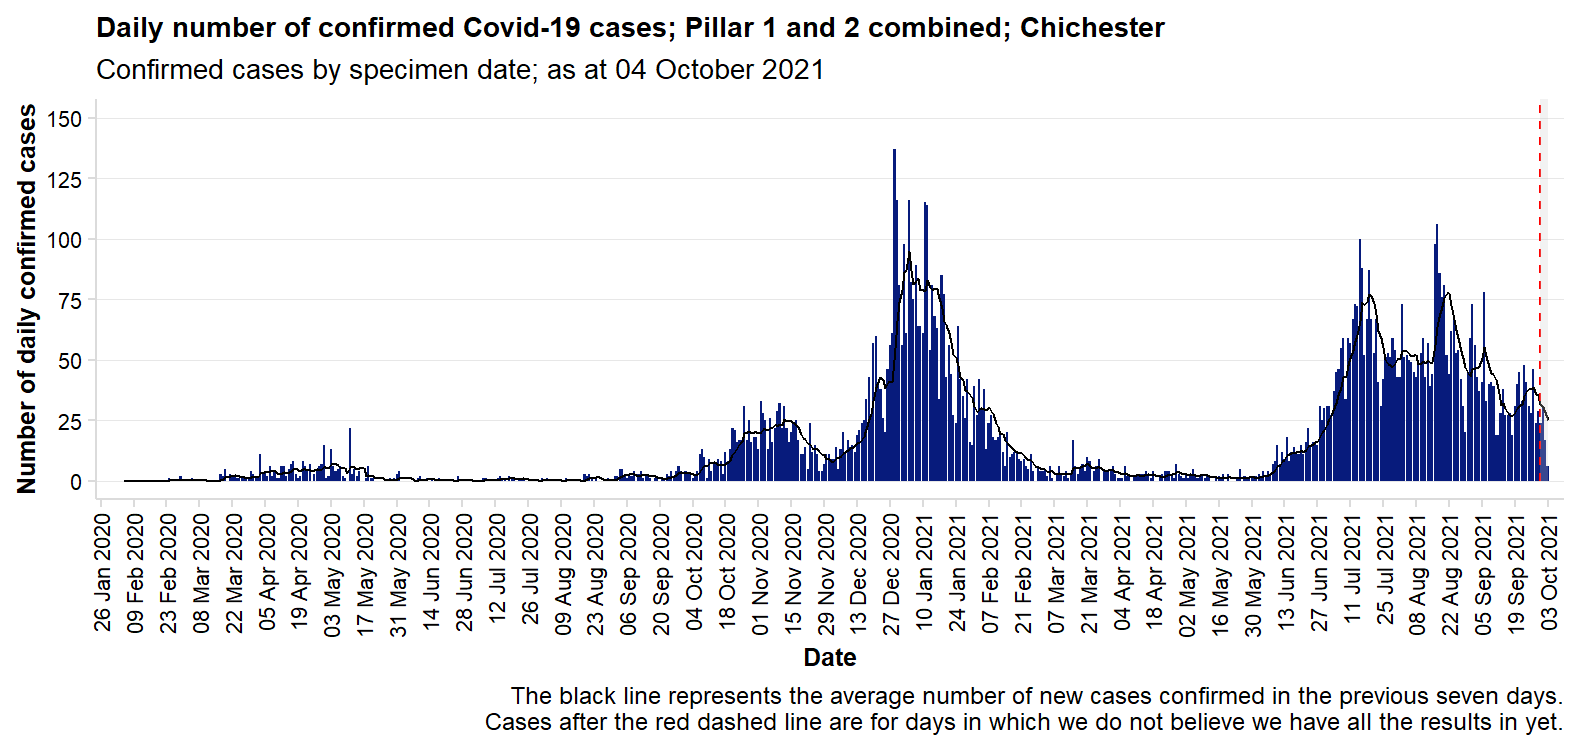 Daily number of confirmed Covid-19 cases; Pillar 1 and 2 combined; Chichester
Confirmed cases by specimen date; as at 04 October 2021
Number of daily confirmed cases
150
125
100
75
50
25
0
26 Jan 2020
09 Feb 2020
23 Feb 2020
08 Mar 2020
22 Mar 2020
05 Apr 2020
19 Apr 2020
03 May 2020
17 May 2020
31 May 2020
14 Jun 2020
28 Jun 2020
12 Jul 2020
26 Jul 2020
09 Aug 2020
23 Aug 2020
06 Sep 2020
20 Sep 2020
04 Oct 2020
18 Oct 2020
01 Nov 2020
15 Nov 2020
29 Nov 2020
13 Dec 2020
27 Dec 2020
10 Jan 2021
24 Jan 2021
07 Feb 2021
21 Feb 2021
07 Mar 2021
21 Mar 2021
04 Apr 2021
18 Apr 2021
02 May 2021
16 May 2021
30 May 2021
13 Jun 2021
27 Jun 2021
11 Jul 2021
25 Jul 2021
08 Aug 2021
22 Aug 2021
05 Sep 2021
19 Sep 2021
03 Oct 2021
Date
The black line represents the average number of new cases confirmed in the previous seven days.
Cases after the red dashed line are for days in which we do not believe we have all the results in yet.